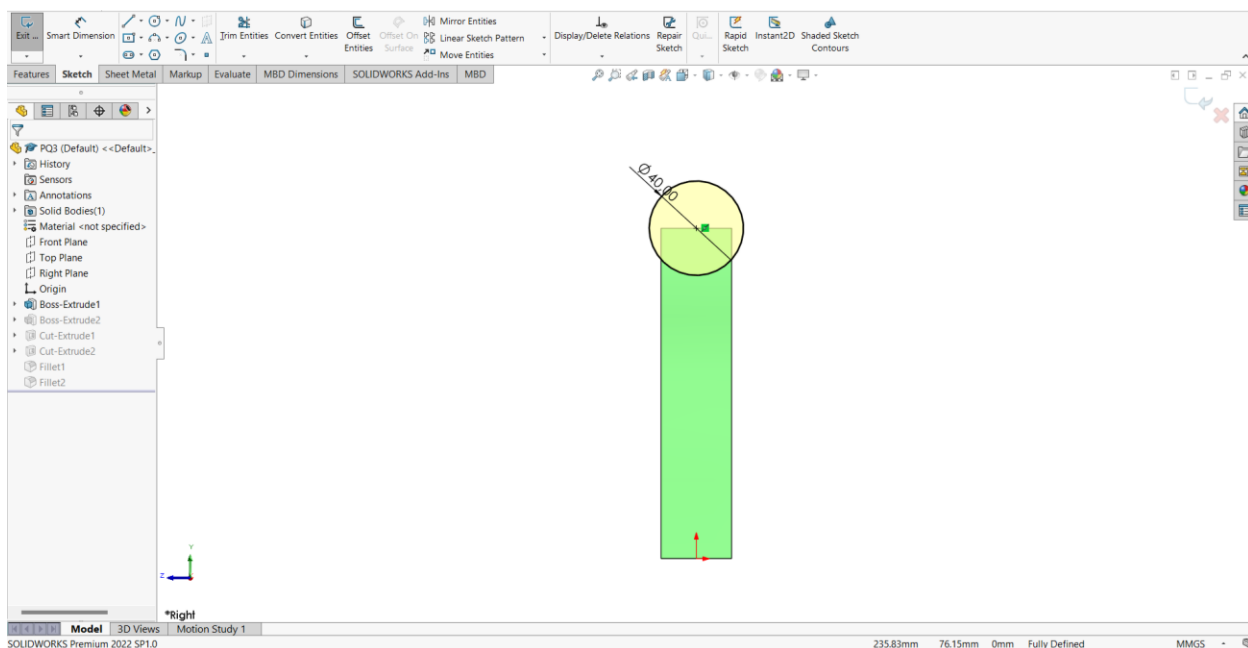 Exit ...
Smart Dimension
Trim Entities
Convert Entities
Offset Entities
Offset On Surface
Mirror Entities
Linear Sketch Pattern
Move Entities
Display/Delete Relations
Repair Sketch
Qui...
Rapid Sketch
Instant2D
Shaded Sketch Contours
Features Sketch Sheet Metal Markup Evaluate MBD Dimensions SOLIDWORKS Add-Ins MBD
PQ3 (Default) <<Default>_
History
Sensors
Annotations
Solid Bodies(1)
Material <not specified>
Front Plane
Top Plane
Right Plane
Origin
Boss-Extrude1
Boss-Extrude2
Cut-Extrude1
Cut-Extrude2
Fillet1
Fillet2
Ø40,00
Y
Z
*Right
Model 3D Views Motion Study 1
SOLIDWORKS Premium 2022 SP1.0 235.83mm 76.15mm 0mm Fully Defined MMGS